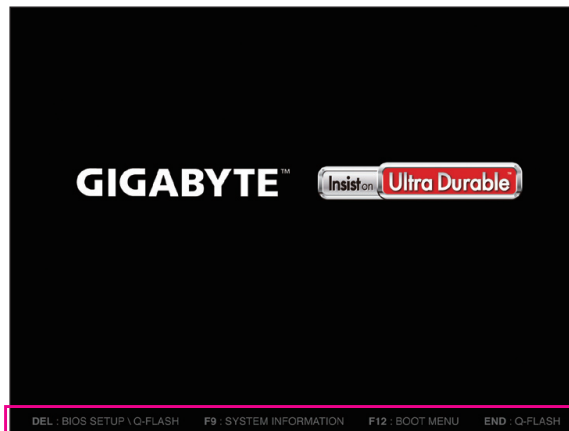 GIGABYTE™
Insist on Ultra Durable™
DEL : BIOS SETUP \ Q-FLASH F9 : SYSTEM INFORMATION F12 : BOOT MENU END : Q-FLASH